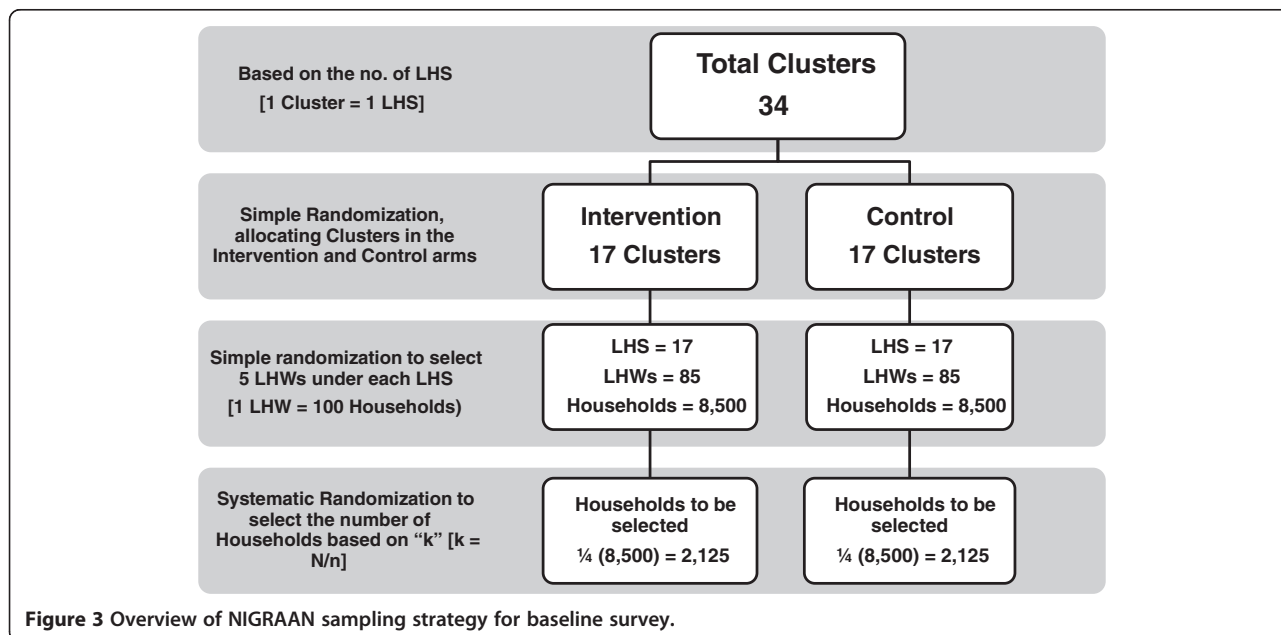 Based on the no. of LHS
[1 Cluster = 1 LHS]
Total Clusters
34
Simple Randomization,
allocating Clusters in the
Intervention and Control arms
Intervention
17 Clusters
Control
17 Clusters
Simple randomization to select
5 LHWs under each LHS
[1 LHW = 100 Households)
LHS = 17
LHWs = 85
Households = 8,500
LHS = 17
LHWs = 85
Households = 8,500
Systematic Randomization to
select the number of
Households based on “k” [k =
N/n]
Households to be
selected
¼ (8,500) = 2,125
Households to be
selected
¼ (8,500) = 2,125
Figure 3 Overview of NIGRAAN sampling strategy for baseline survey.